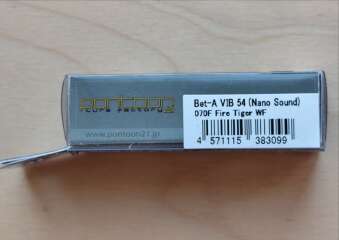 pontoon21
lure factory
www.pontoon21.jp
Bet-A VIB 54 (Nano Sound)
070F Fire Tiger WF
4 571115 383099